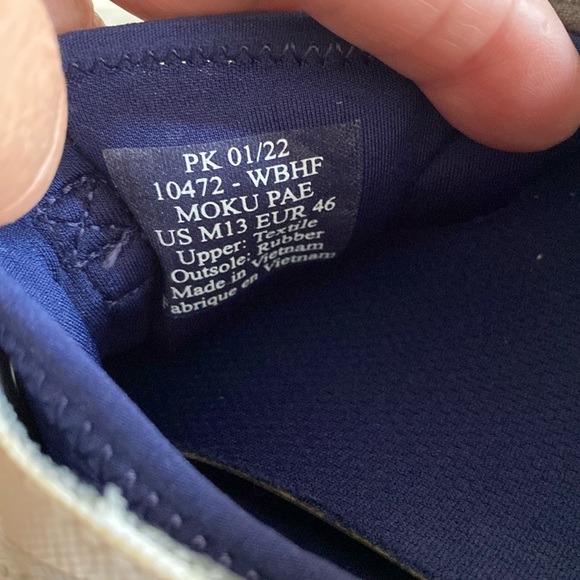 PK 01/22
10472 - WBHF
MOKU PAE
US M13 EUR 46
Upper: Textile
Outsole: Rubber
Made in Vietnam
abrique en Vietnam